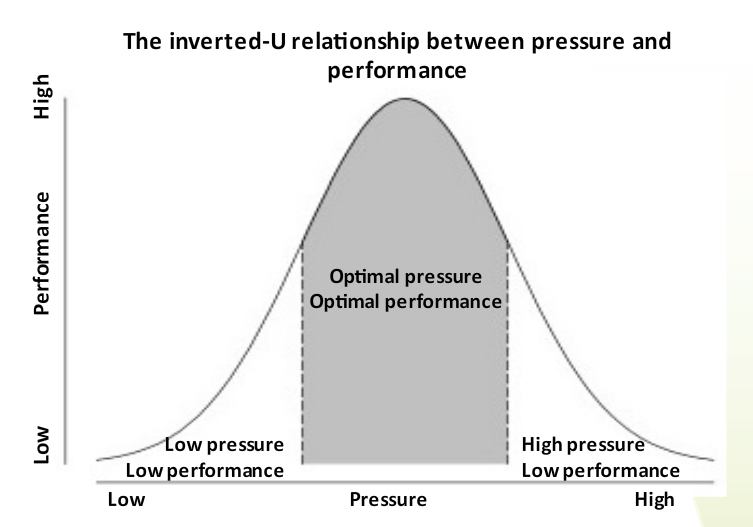 The inverted-U relationship between pressure and
performance
High
Performance
Low
Optimal pressure
Optimal performance
Low pressure
Low performance
High pressure
Low performance
Low
Pressure
High